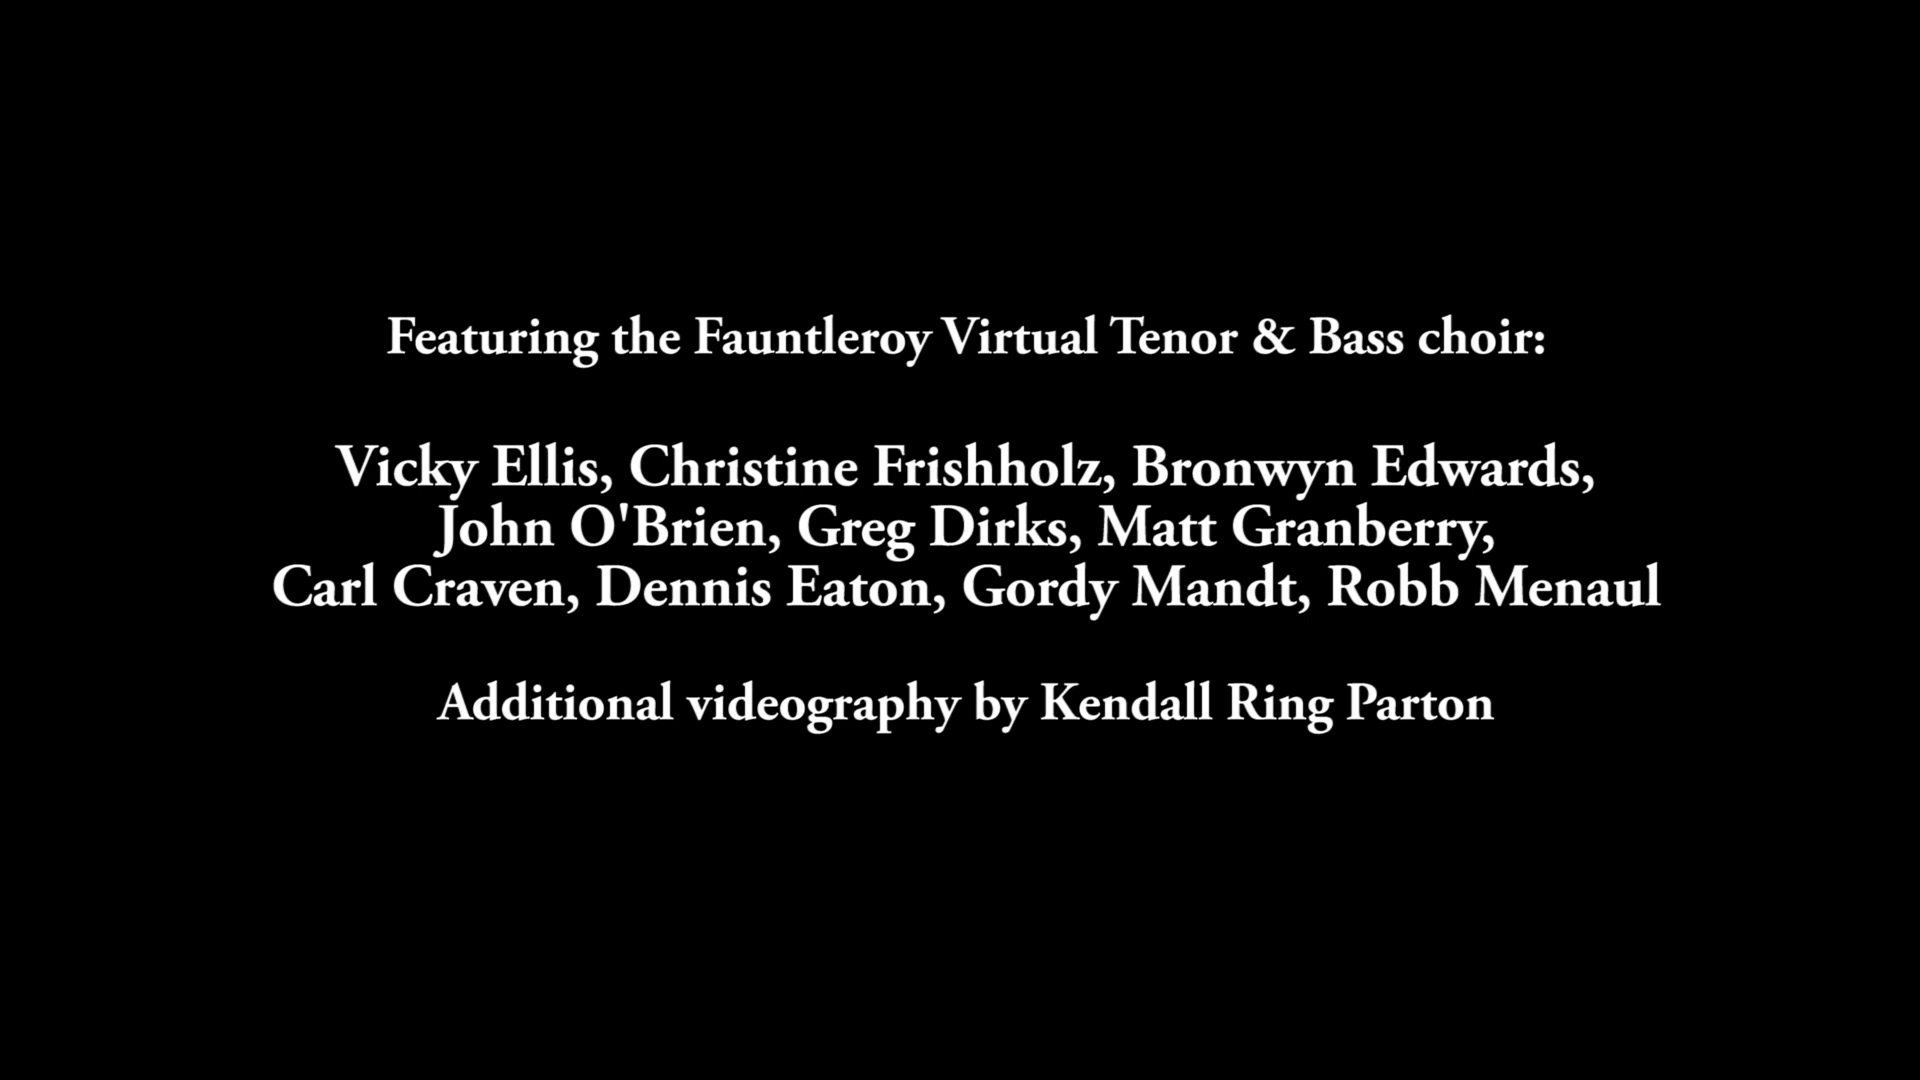 Featuring the Fauntleroy Virtual Tenor & Bass choir:
Vicky Ellis, Christine Frishholz, Bronwyn Edwards,
John O'Brien, Greg Dirks, Matt Granberry,
Carl Craven, Dennis Eaton, Gordy Mandt, Robb Menaul
Additional videography by Kendall Ring Parton